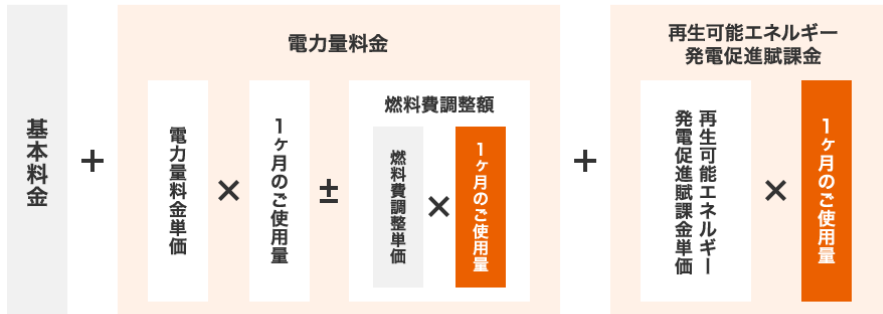 基本料金
+
電力量料金
電力量料金単価
×
1ヶ月のご使用量
±
燃料費調整額
燃料費調整単価
×
1ヶ月のご使用量
+
再生可能エネルギー
発電促進賦課金
再生可能エネルギー
発電促進賦課金単価
×
1ヶ月のご使用量